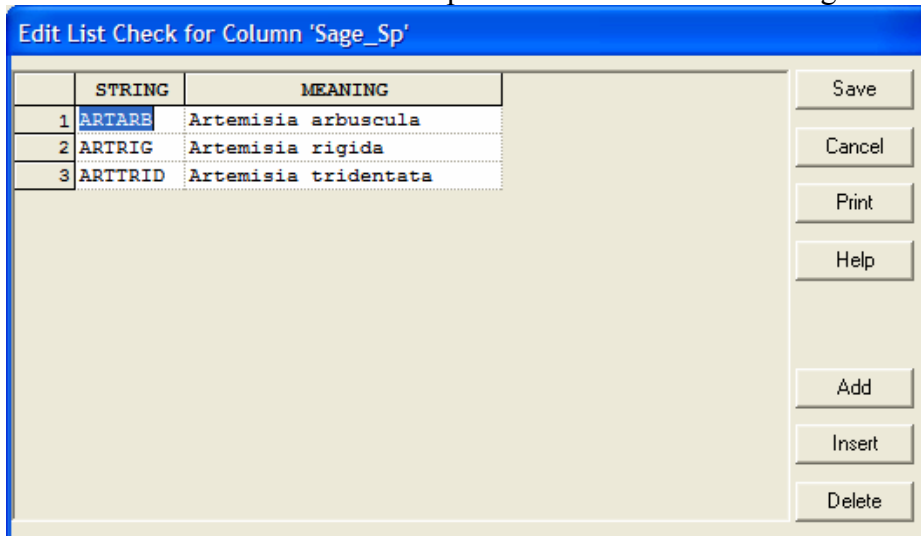 Edit List Check for Column 'Sage_Sp'
STRING MEANING
1 ARTARB Artemisia arbuscula
2 ARTRIG Artemisia rigida
3 ARTTRID Artemisia tridentata
Save
Cancel
Print
Help
Add
Insert
Delete